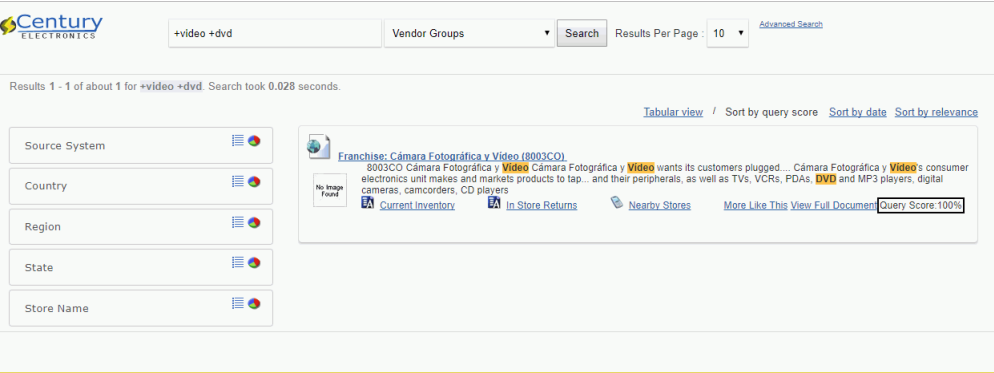 Century
ELECTRONICS
+video +dvd Vendor Groups Search Results Per Page : 10 Advanced Search
Results 1 - 1 of about 1 for +video +dvd. Search took 0.028 seconds.
Tabular view / Sort by query score Sort by date Sort by relevance
Source System
Country
Region
State
Store Name
Franchise: Cámara Fotográfica y Vídeo (8003CO)
No Image
Found
8003CO Cámara Fotográfica y Vídeo Cámara Fotográfica y Vídeo wants its customers plugged.... Cámara Fotográfica y Vídeo's consumer
electronics unit makes and markets products to tap... and their peripherals, as well as TVs, VCRs, PDAs, DVD and MP3 players, digital
cameras, camcorders, CD players
Current Inventory In Store Returns Nearby Stores More Like This View Full Document Query Score:100%